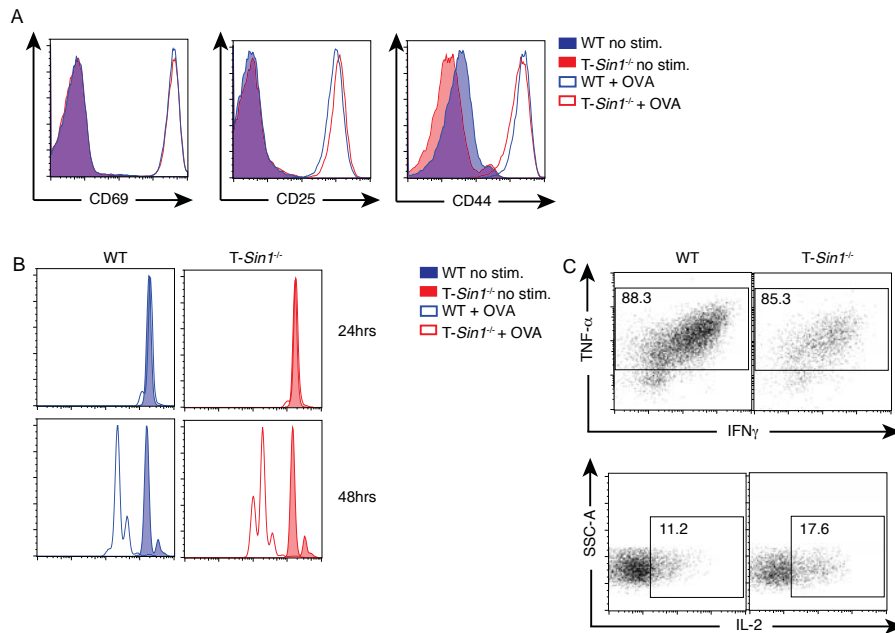 A
CD69
CD25
CD44
WT no stim.
T-Sin1-/- no stim.
WT + OVA
T-Sin1-/- + OVA
B
WT
T-Sin1-/-
24hrs
48hrs
WT no stim.
T-Sin1-/- no stim.
WT + OVA
T-Sin1-/- + OVA
C
WT
T-Sin1-/-
88.3
85.3
TNF-α
IFNγ
11.2
17.6
SSC-A
IL-2